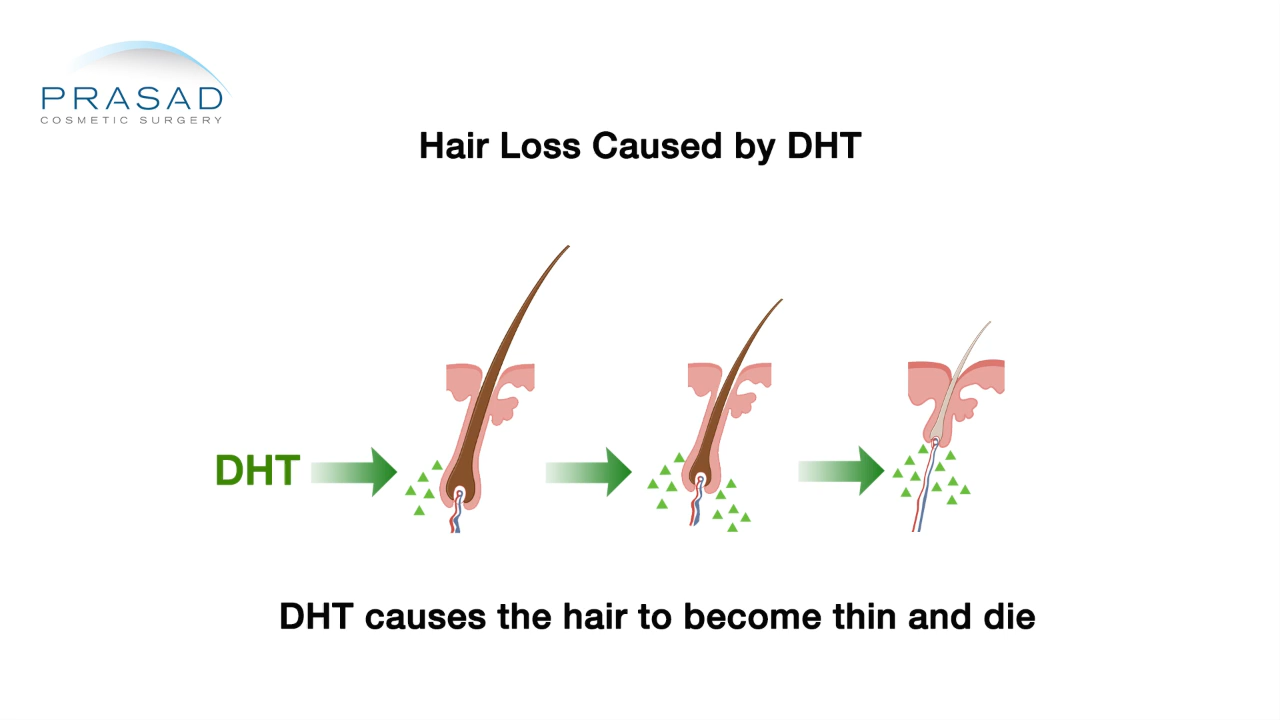 PRASAD
COSMETIC SURGERY
Hair Loss Caused by DHT
DHT
DHT causes the hair to become thin and die